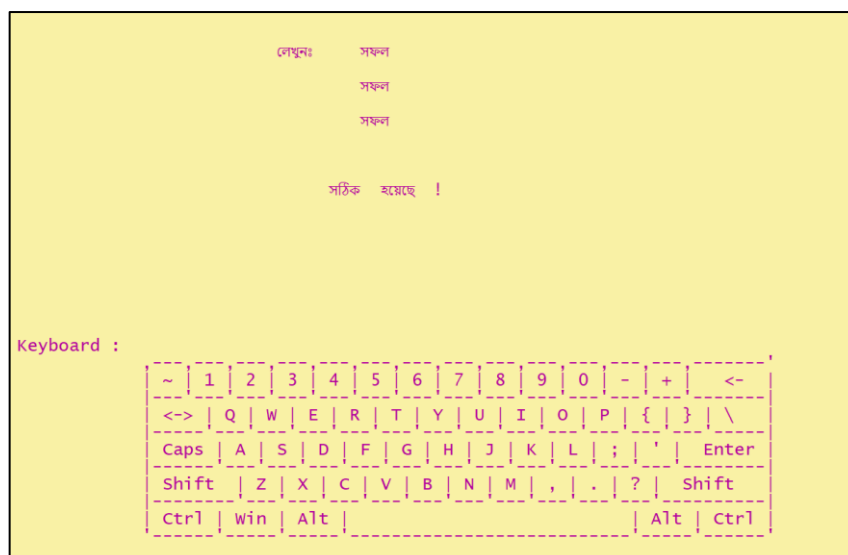 লেখুনঃ সফল
সফল
সফল
সঠিক হয়েছে !
Keyboard :
~ | 1 | 2 | 3 | 4 | 5 | 6 | 7 | 8 | 9 | 0 | - | + | <-
<-> | Q | W | E | R | T | Y | U | I | O | P | { | } | \
Caps | A | S | D | F | G | H | J | K | L | ; | ' | Enter
Shift | Z | X | C | V | B | N | M | , | . | ? | Shift
Ctrl | Win | Alt | | Alt | Ctrl